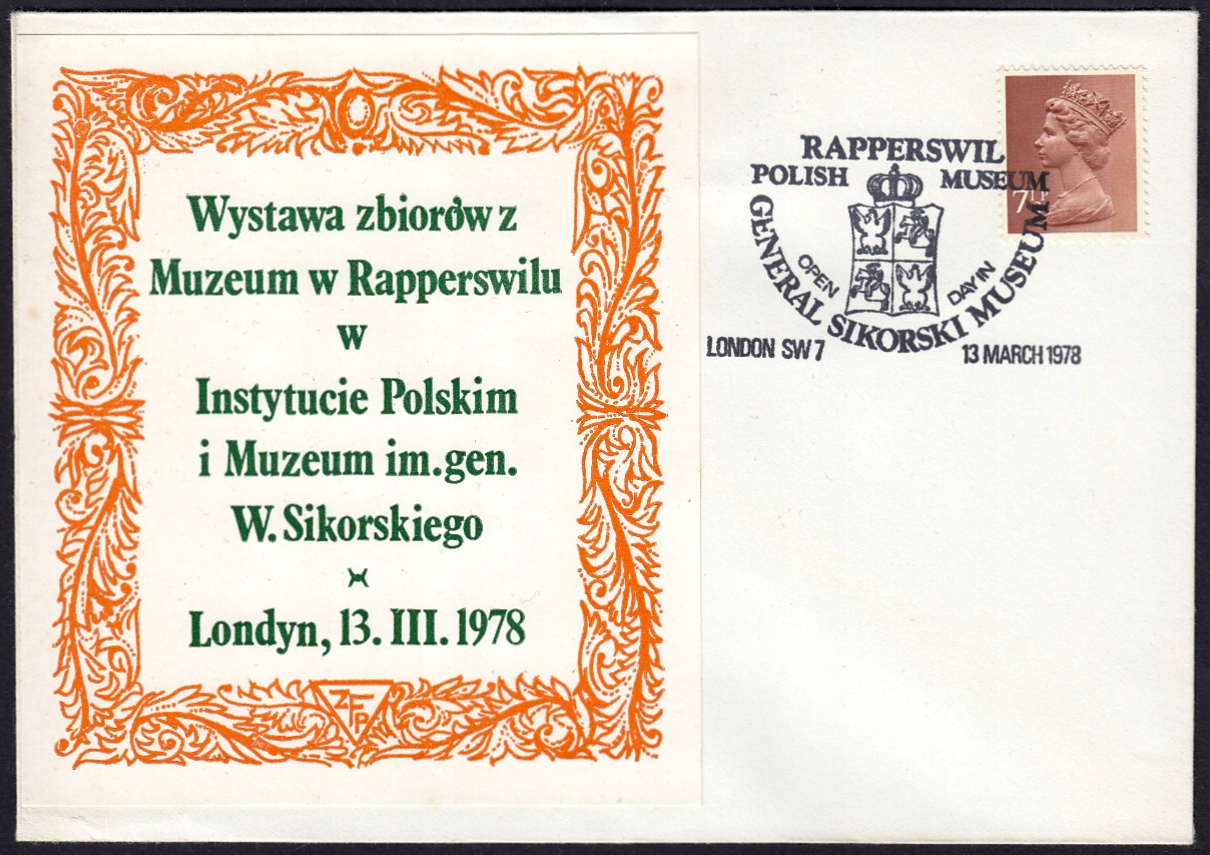 Wystawa zbiorów z
Muzeum w Rapperswilu
w
Instytucie Polskim
i Muzeum im.gen.
W. Sikorskiego
Londyn, 13. III. 1978
ZFP
RAPPERSWIL
POLISH MUSEUM
OPEN DAY IN
GENERAL SIKORSKI MUSEUM
LONDON SW7 13 MARCH 1978